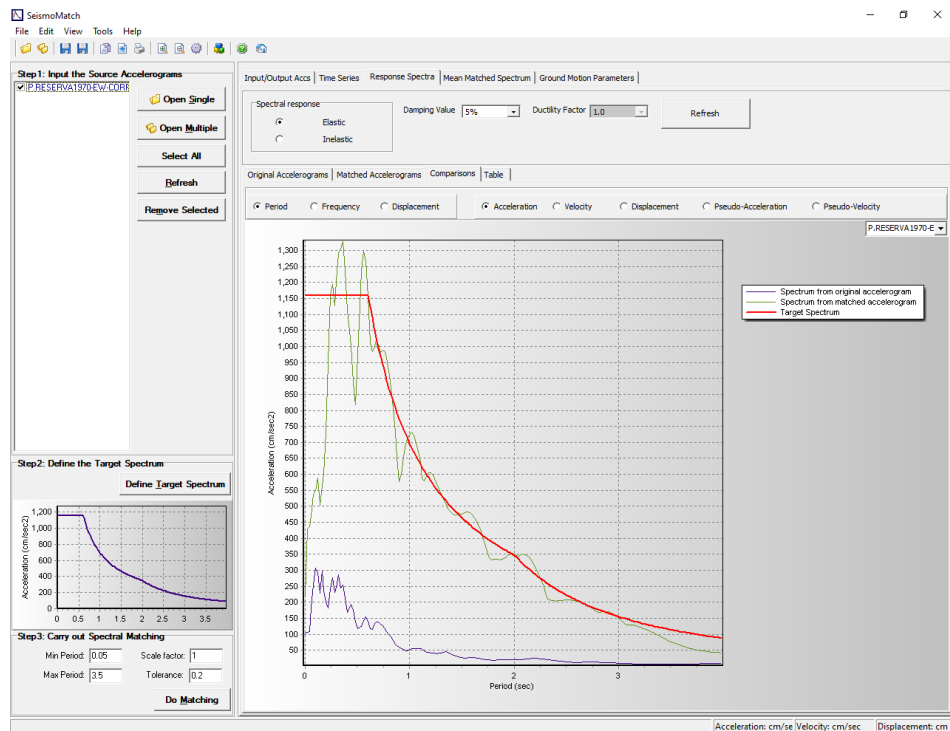 SeismoMatch
File Edit View Tools Help
Step1: Input the Source Accelerograms
P.RESERVA1970-EW-CORR
Open Single
Open Multiple
Select All
Refresh
Remove Selected
Step2: Define the Target Spectrum
Define Target Spectrum
1,200
1,000
800
600
400
200
0
Acceleration (cm/sec2)
0 0.5 1 1.5 2 2.5 3 3.5
Step3: Carry out Spectral Matching
Min Period: 0.05 Scale factor: 1
Max Period: 3.5 Tolerance: 0.2
Do Matching
Input/Output Accs Time Series Response Spectra Mean Matched Spectrum Ground Motion Parameters
Spectral response
Elastic
Inelastic
Damping Value 5% Ductility Factor 1.0 Refresh
Original Accelerograms Matched Accelerograms Comparisons Table
Period Frequency Displacement Acceleration Velocity Displacement Pseudo-Acceleration Pseudo-Velocity
P.RESERVA1970-E
1,300
1,250
1,200
1,150
1,100
1,050
1,000
950
900
850
800
750
700
650
600
550
500
450
400
350
300
250
200
150
100
50
Acceleration (cm/sec2)
0 1 2 3
Period (sec)
Spectrum from original accelerogram
Spectrum from matched accelerogram
Target Spectrum
Acceleration: cm/se Velocity: cm/sec Displacement: cm